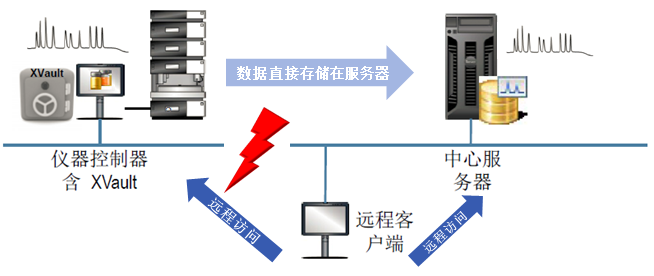 XVault
数据直接存储在服务器
仪器控制器
含 XVault
中心服
务器
远程访问
远程客
户端
远程访问